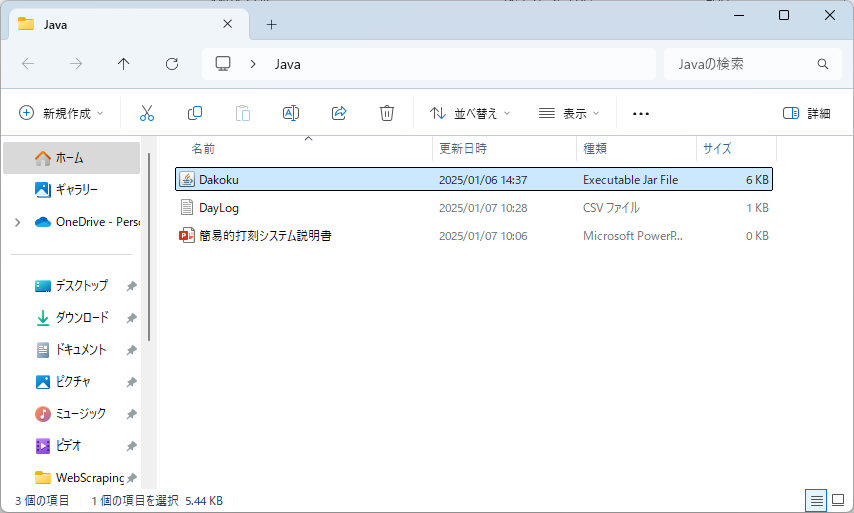 Java
Java
Javaの検索
新規作成
並べ替え
表示
詳細
名前 更新日時 種類 サイズ
Dakoku 2025/01/06 14:37 Executable Jar File 6 KB
DayLog 2025/01/07 10:28 CSV ファイル 1 KB
簡易的打刻システム説明書 2025/01/07 10:06 Microsoft PowerP... 0 KB
ホーム
ギャラリー
OneDrive - Perso
デスクトップ
ダウンロード
ドキュメント
ピクチャ
ミュージック
ビデオ
WebScraping
3 個の項目 1 個の項目を選択 5.44 KB